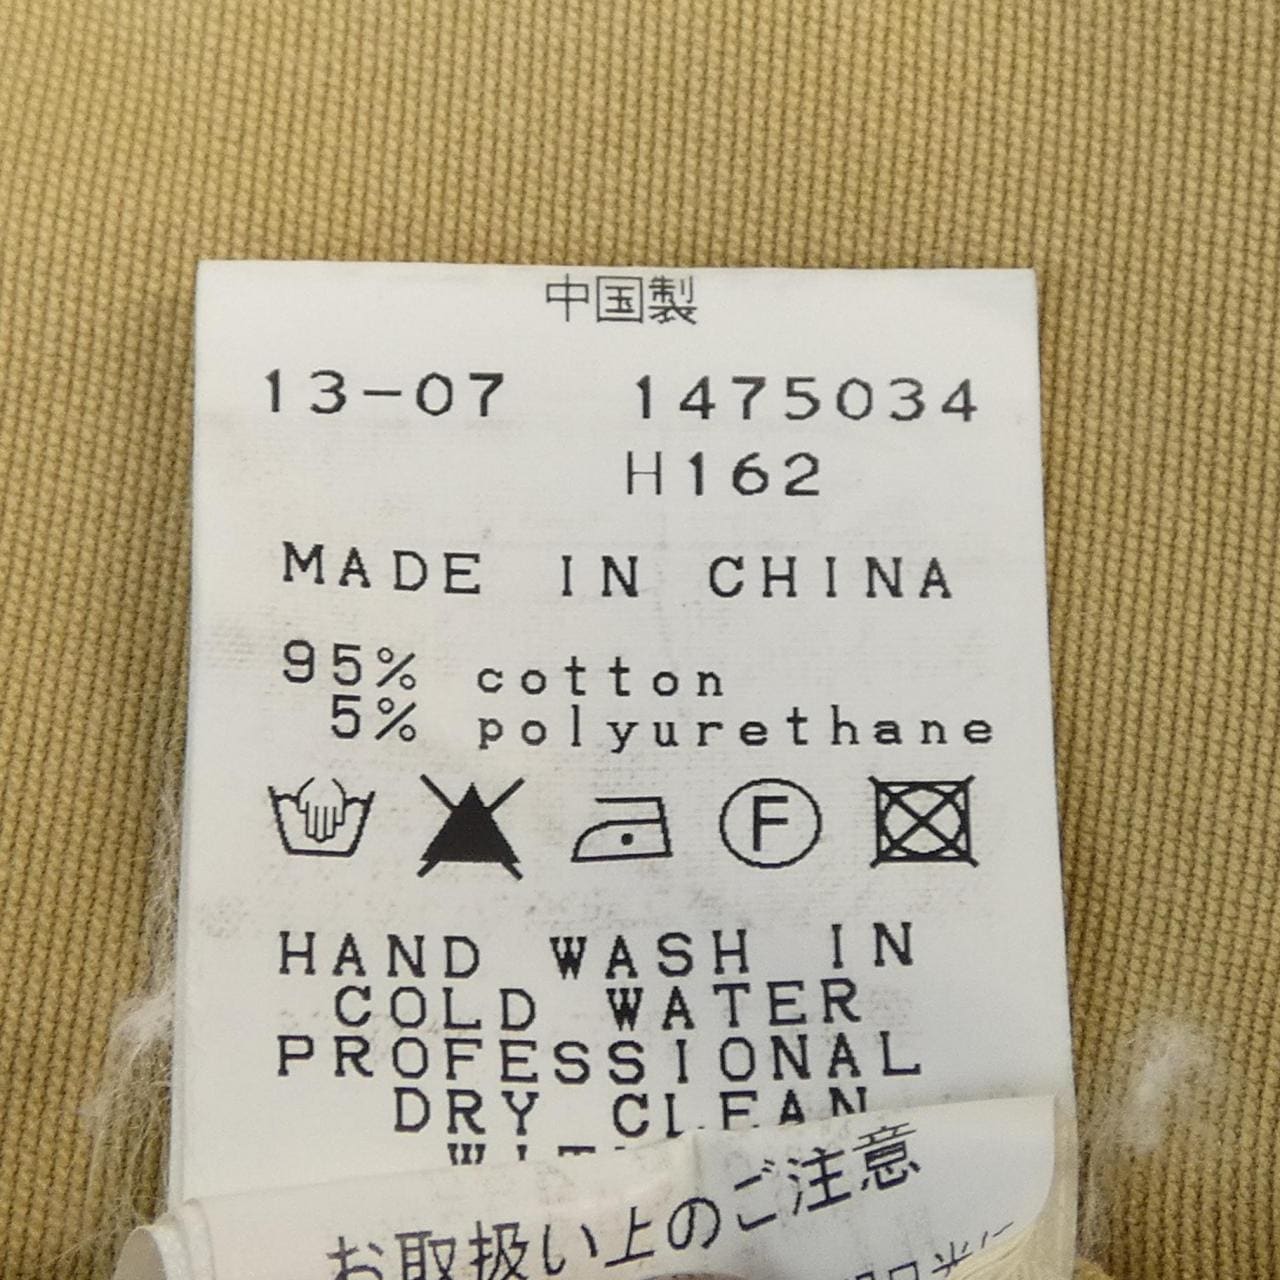 中国製
13-07 1475034
H162
MADE IN CHINA
95% cotton
5% polyurethane
F
HAND WASH IN
COLD WATER
PROFESSIONAL
DRY CLEAN
お取扱い上のご注意